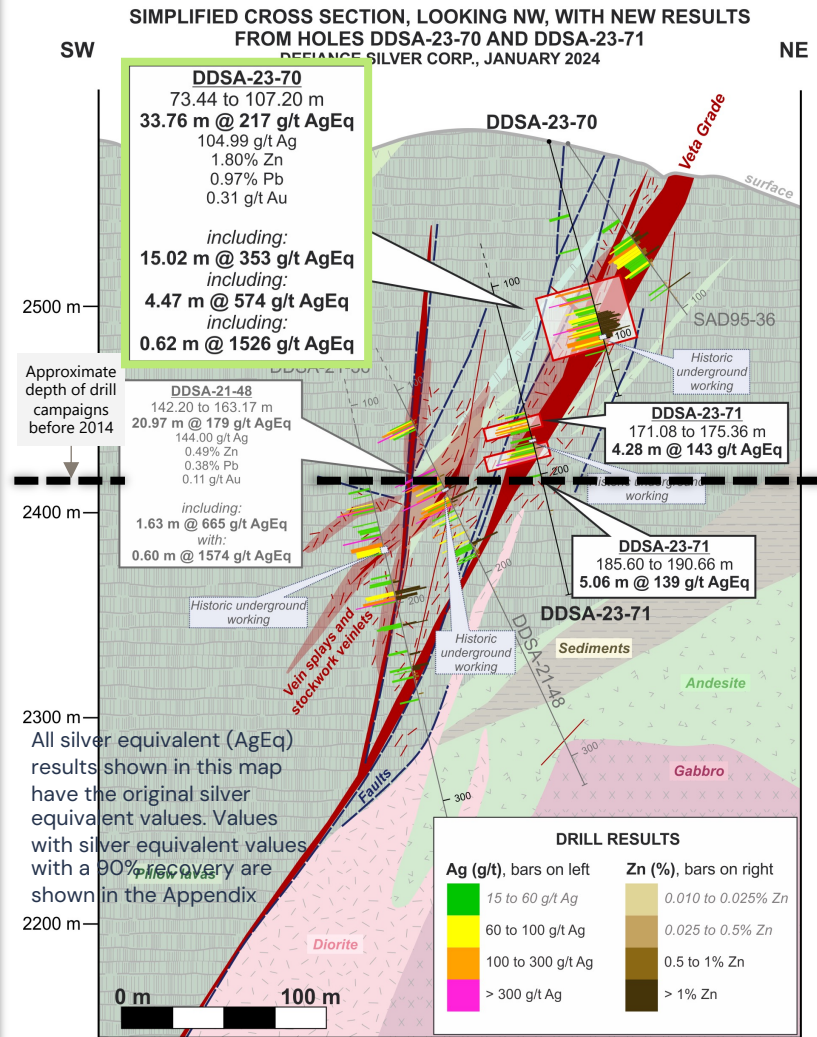 SIMPLIFIED CROSS SECTION, LOOKING NW, WITH NEW RESULTS
FROM HOLES DDSA-23-70 AND DDSA-23-71
DEFIANCE SILVER CORP., JANUARY 2024
SW
NE
DDSA-23-70
73.44 to 107.20 m
33.76 m @ 217 g/t AgEq
104.99 g/t Ag
1.80% Zn
0.97% Pb
0.31 g/t Au
including:
15.02 m @ 353 g/t AgEq
including:
4.47 m @ 574 g/t AgEq
including:
0.62 m @ 1526 g/t AgEq
DDSA-23-70
Veta Grade
surface
100
100
100
SAD95-36
2500 m
Historic
underground
working
Approximate
depth of drill
campaigns
before 2014
100
100
DDSA-21-48
142.20 to 163.17 m
20.97 m @ 179 g/t AgEq
144.00 g/t Ag
0.49% Zn
0.38% Pb
0.11 g/t Au
including:
1.63 m @ 665 g/t AgEq
with:
0.60 m @ 1574 g/t AgEq
DDSA-23-71
171.08 to 175.36 m
4.28 m @ 143 g/t AgEq
200
Historic underground
working
2400 m
DDSA-23-71
185.60 to 190.66 m
5.06 m @ 139 g/t AgEq
200
200
DDSA-23-71
Historic underground
working
Historic
underground
working
Vein splays and
stockwork veinlets
DDSA-21-48
Sediments
Andesite
2300 m
300
Gabbro
Faults
300
All silver equivalent (AgEq)
results shown in this map
have the original silver
equivalent values. Values
with silver equivalent values
with a 90% recovery are
shown in the Appendix
Pillow lavas
2200 m
Diorite
0 m
100 m
DRILL RESULTS
Ag (g/t), bars on left
Zn (%), bars on right
15 to 60 g/t Ag
0.010 to 0.025% Zn
60 to 100 g/t Ag
0.025 to 0.5% Zn
100 to 300 g/t Ag
0.5 to 1% Zn
> 300 g/t Ag
> 1% Zn